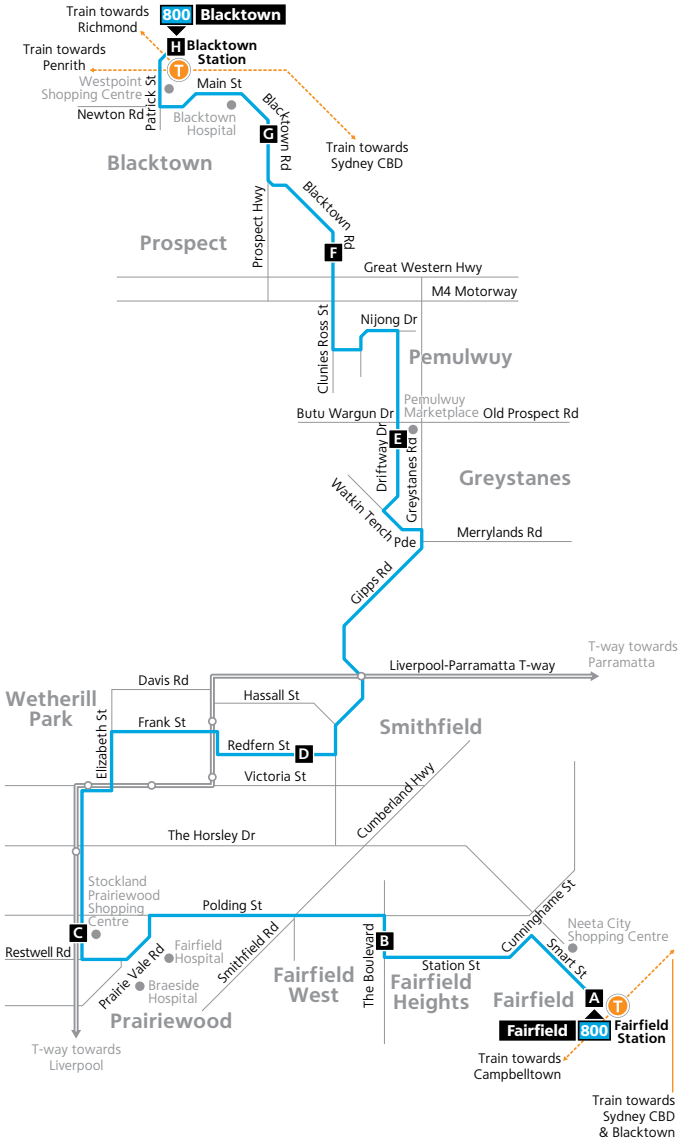 Train towards
Richmond
800 Blacktown
H Blacktown
Station
Train towards
Penrith
T
Westpoint
Shopping Centre
Patrick St
Main St
Newton Rd
Blacktown
Hospital
Blacktown
Rd
G
Train towards
Sydney CBD
Blacktown
Prospect Hwy
Blacktown
Rd
Prospect
F
Great Western Hwy
M4 Motorway
Clunies Ross St
Nijong Dr
Pemulwuy
Pemulwuy
Marketplace
Butu Wargun Dr
Old Prospect Rd
E
Driftway Dr
Greystanes Rd
Greystanes
Watkin Tench
Pde
Merrylands Rd
Gipps Rd
T-way towards
Parramatta
Liverpool-Parramatta T-way
Davis Rd
Wetherill
Park
Hassall St
Elizabeth St
Frank St
Smithfield
Redfern St
D
Victoria St
Cumberland Hwy
The Horsley Dr
Stockland
Prairiewood
Shopping
Centre
C
Polding St
Cunninghame St
Neeta City
Shopping Centre
Restwell Rd
Prairie Vale Rd
Fairfield
Hospital
Smithfield Rd
The Boulevard
B
Station St
Smart St
Braeside
Hospital
Fairfield
West
Fairfield
Heights
Fairfield
A
T
Prairiewood
Fairfield 800 Fairfield
Station
T-way towards
Liverpool
Train towards
Campbelltown
Train towards
Sydney CBD
& Blacktown